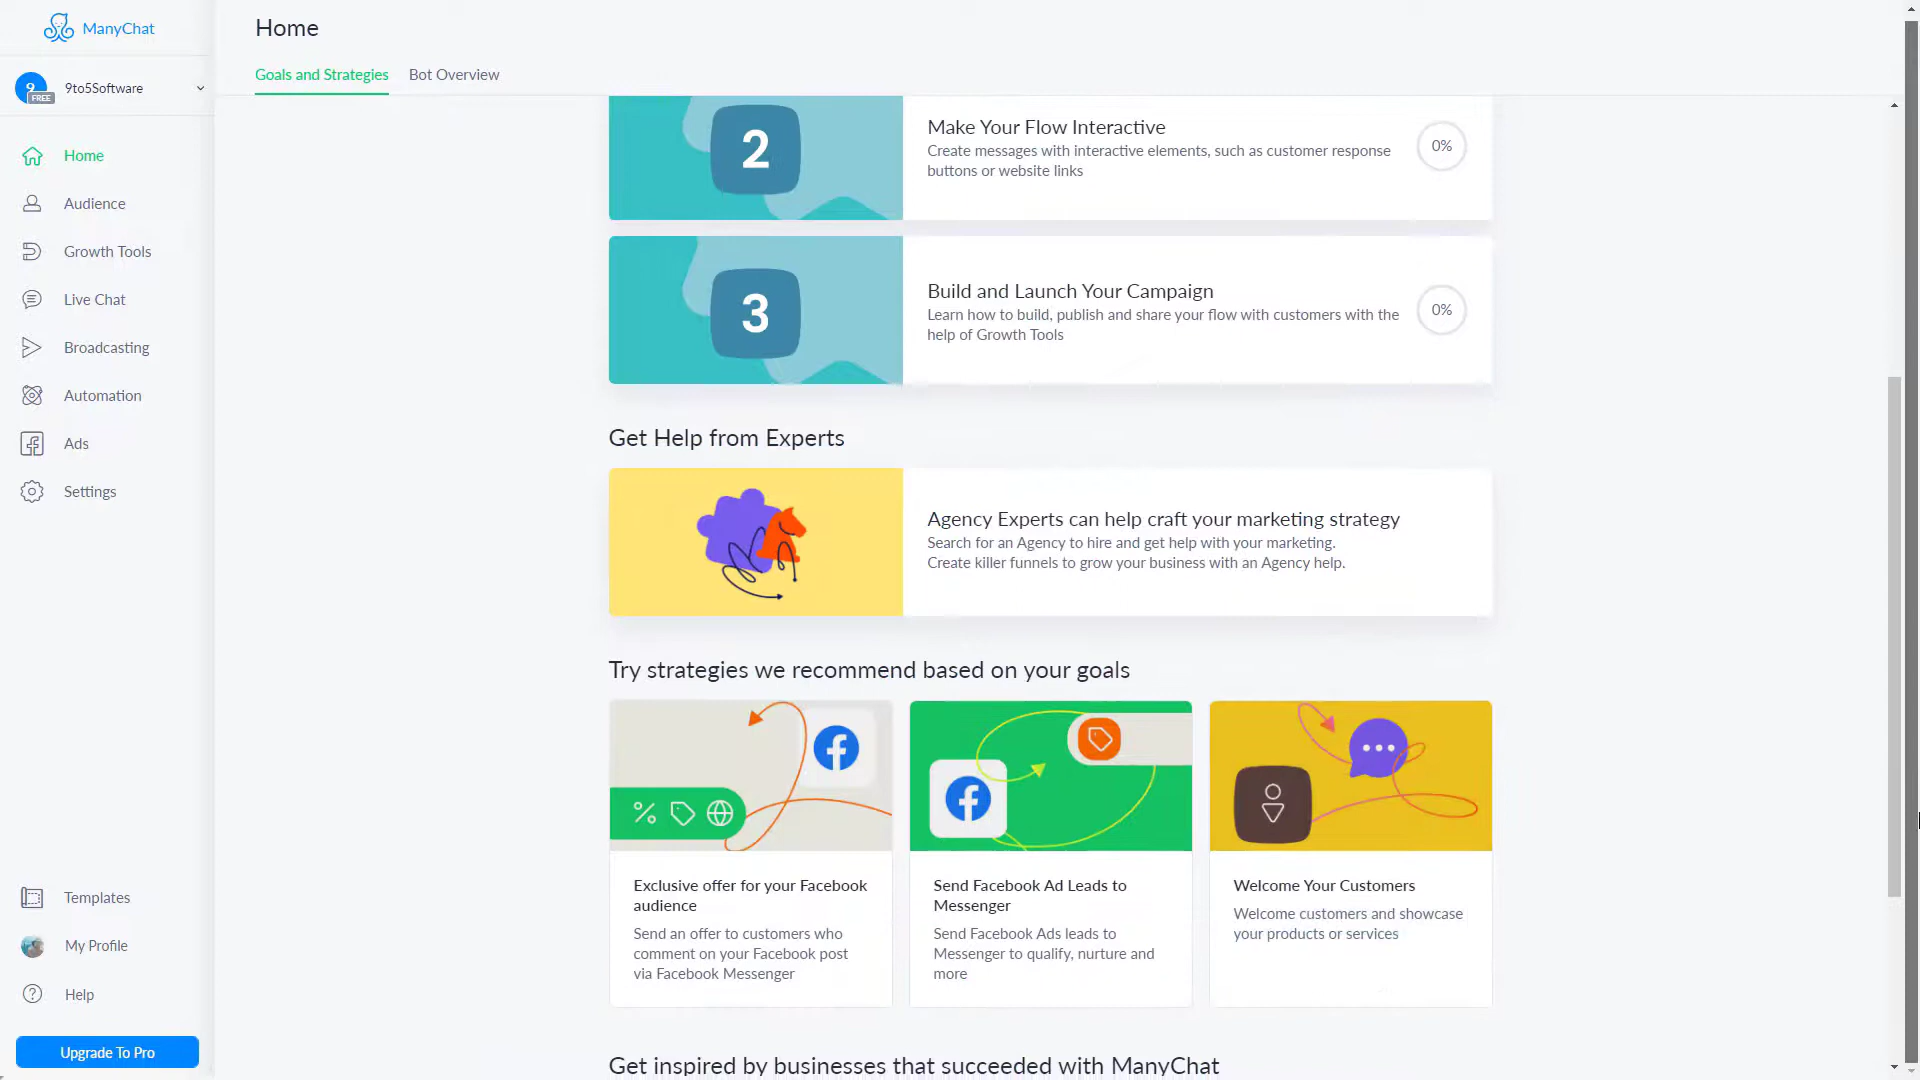 ManyChat
9
FREE
9to5Software
Home
Audience
Growth Tools
Live Chat
Broadcasting
Automation
Ads
Settings
Templates
My Profile
Help
Upgrade To Pro
Home
Goals and Strategies
Bot Overview
2
Make Your Flow Interactive
Create messages with interactive elements, such as customer response
buttons or website links
0%
3
Build and Launch Your Campaign
Learn how to build, publish and share your flow with customers with the
help of Growth Tools
0%
Get Help from Experts
Agency Experts can help craft your marketing strategy
Search for an Agency to hire and get help with your marketing.
Create killer funnels to grow your business with an Agency help.
Try strategies we recommend based on your goals
Exclusive offer for your Facebook
audience
Send an offer to customers who
comment on your Facebook post
via Facebook Messenger
Send Facebook Ad Leads to
Messenger
Send Facebook Ads leads to
Messenger to qualify, nurture and
more
Welcome Your Customers
Welcome customers and showcase
your products or services
Get inspired by businesses that succeeded with ManyChat